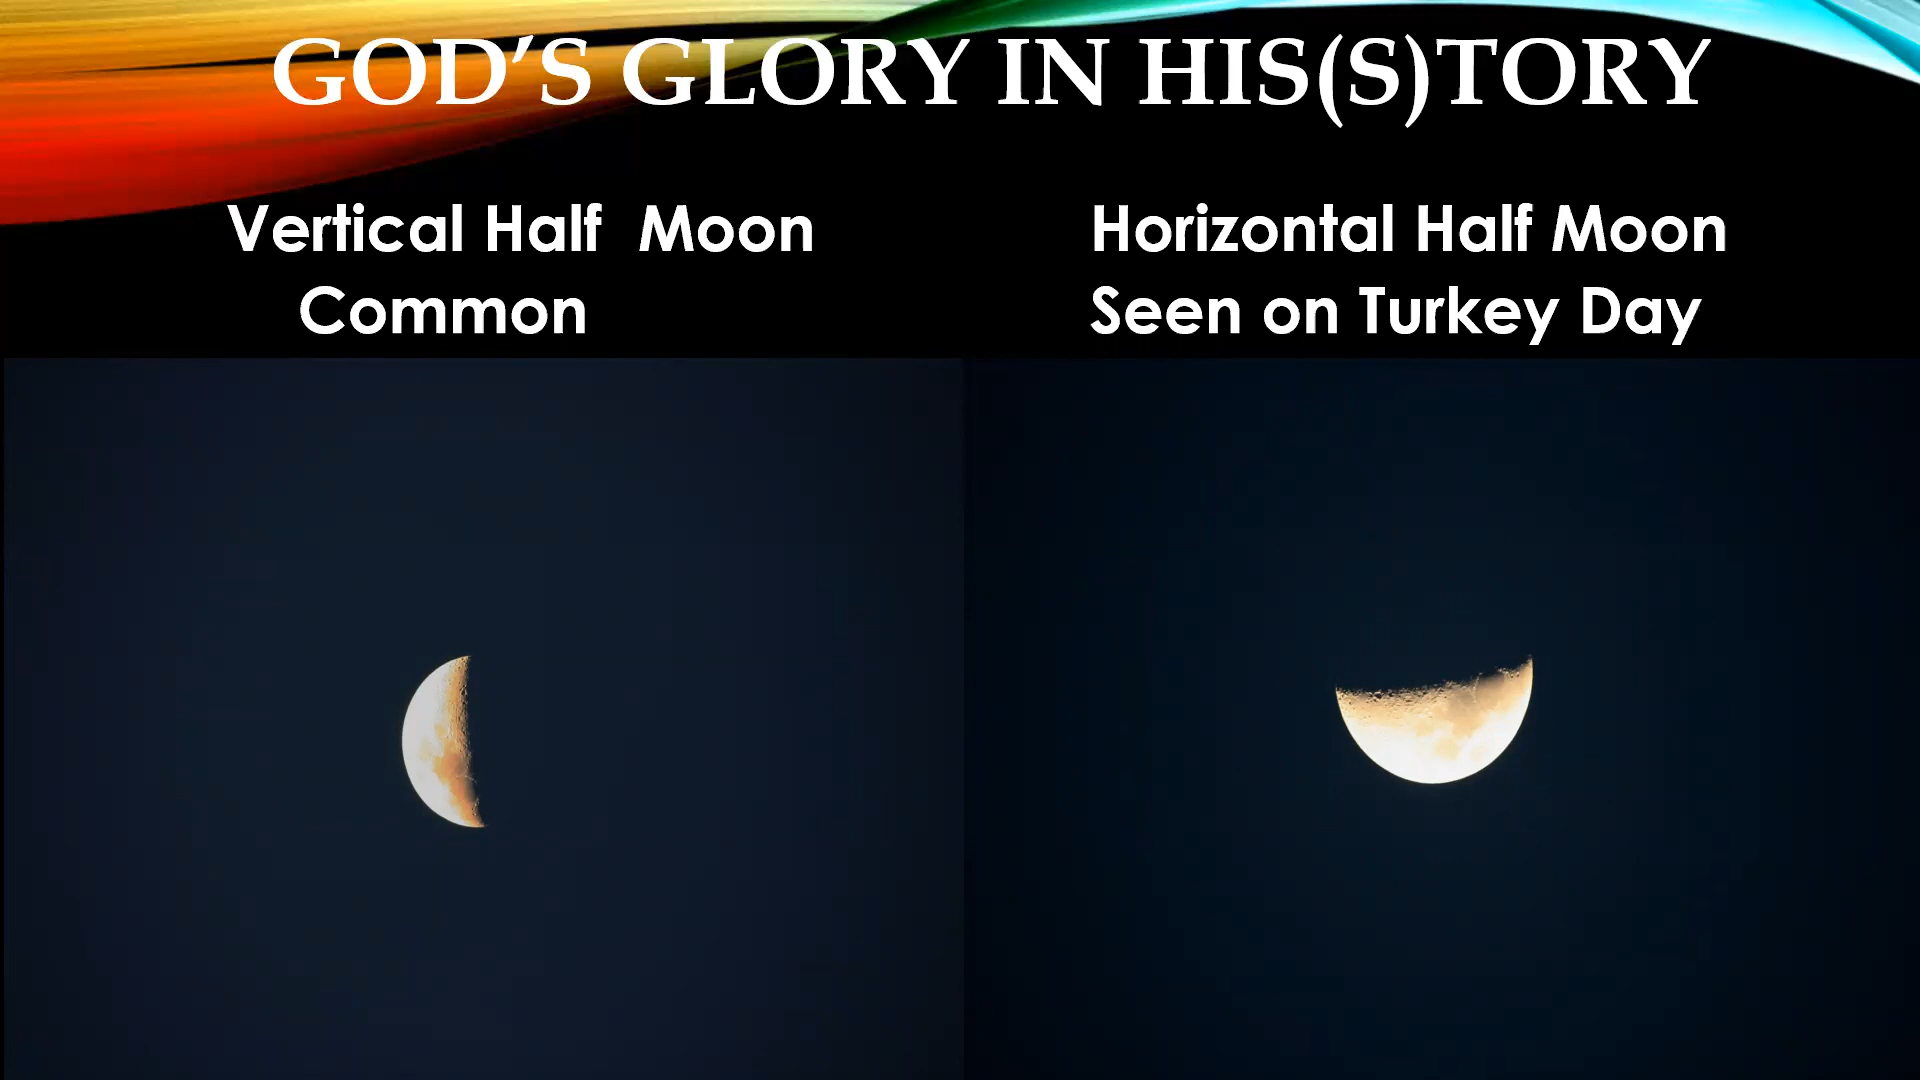 GOD’S GLORY IN HIS(S)TORY
Vertical Half Moon
Common
Horizontal Half Moon
Seen on Turkey Day